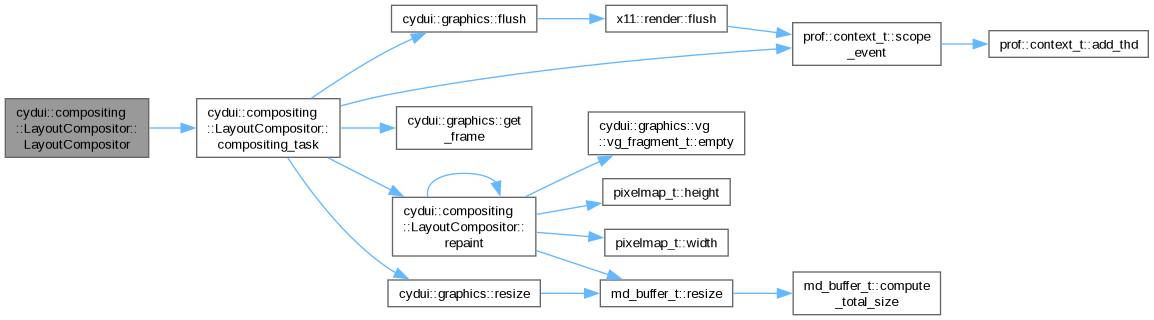 cydui::compositing
::LayoutCompositor::
LayoutCompositor
cydui::compositing
::LayoutCompositor::
compositing_task
cydui::graphics::flush
x11::render::flush
prof::context_t::scope
_event
prof::context_t::add_thd
cydui::graphics::get
_frame
cydui::compositing
::LayoutCompositor::
repaint
cydui::graphics::vg
::vg_fragment_t::empty
pixelmap_t::height
pixelmap_t::width
cydui::graphics::resize
md_buffer_t::resize
md_buffer_t::compute
_total_size